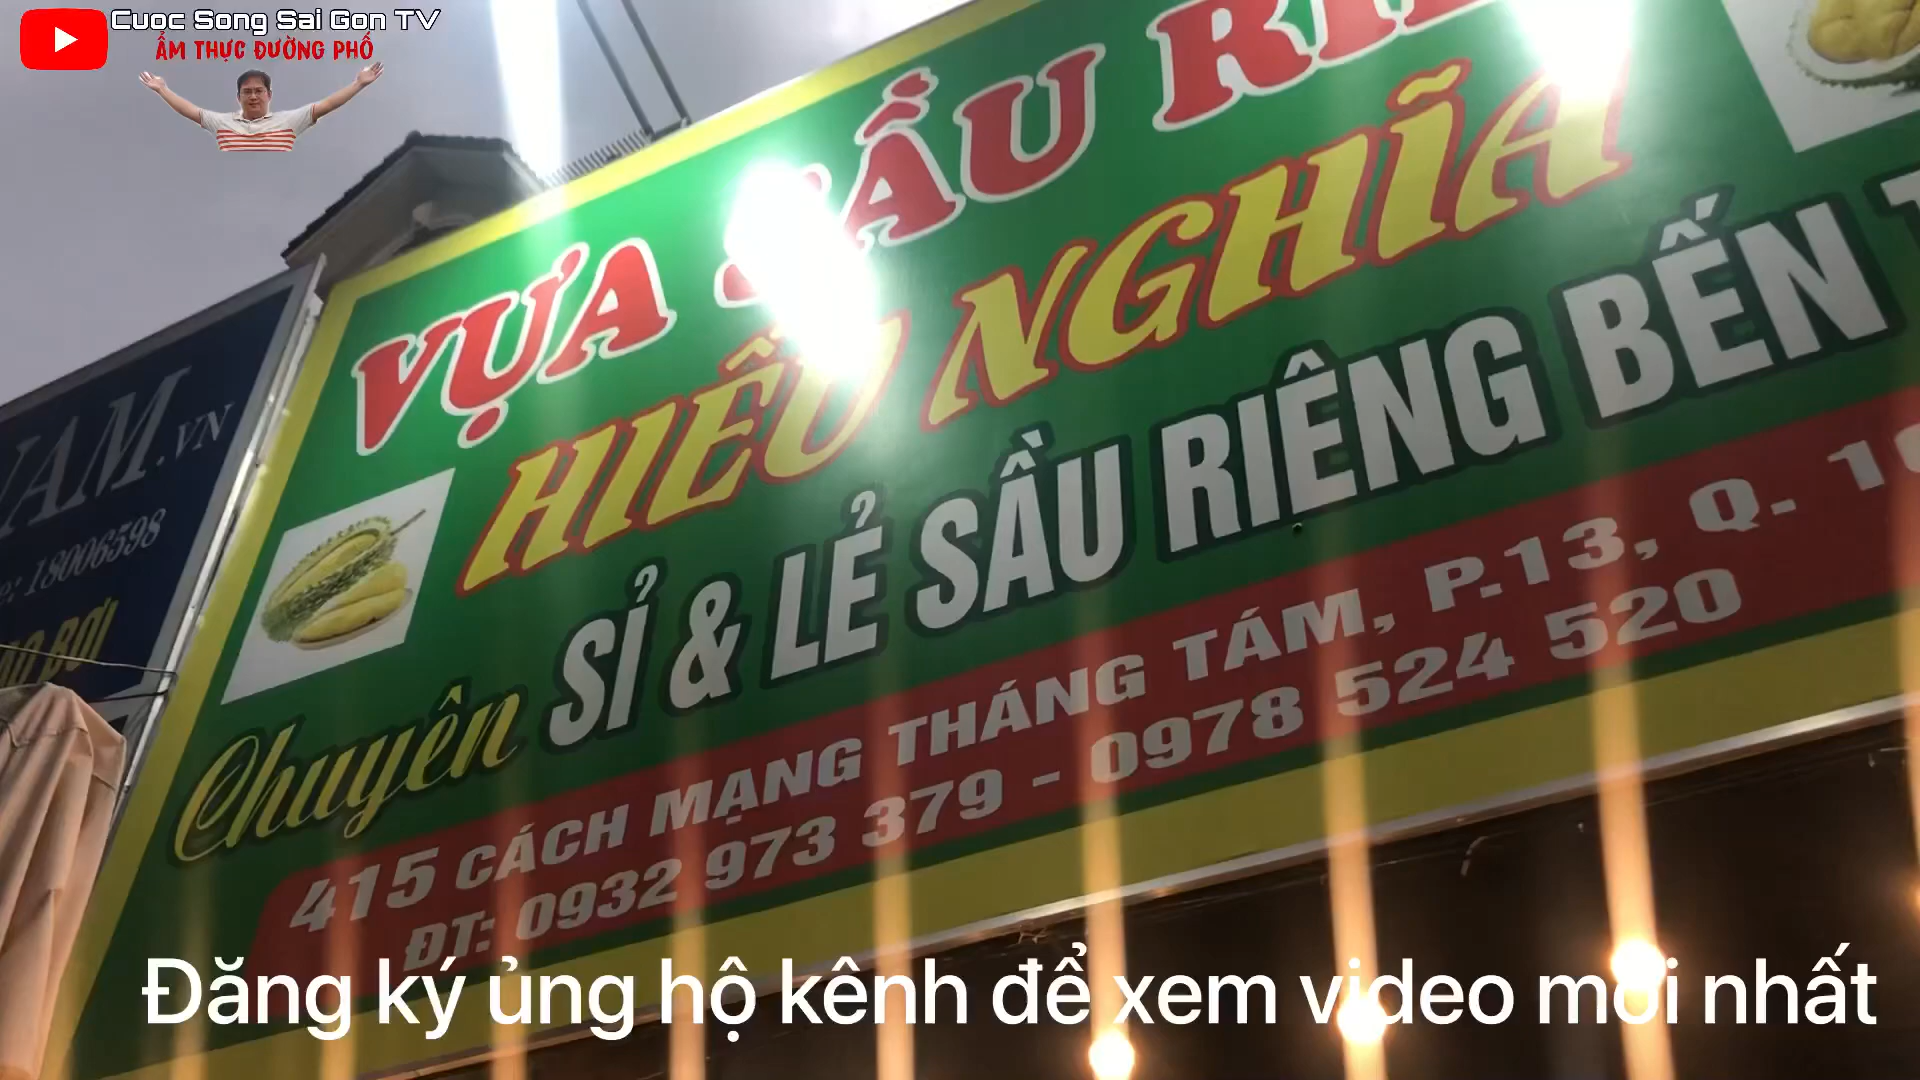 Cuoc Song Sai Gon TV
ẨM THỰC ĐƯỜNG PHỐ
VỰA SẦU
HIẾU NGHĨA
Chuyên SỈ & LẺ SẦU RIÊNG BẾN
415 CÁCH MẠNG THÁNG TÁM, P.13, Q.
ĐT: 0932 973 379 - 0978 524 520
.VN
18006598
BƠI
Đăng ký ủng hộ kênh để xem video mới nhất